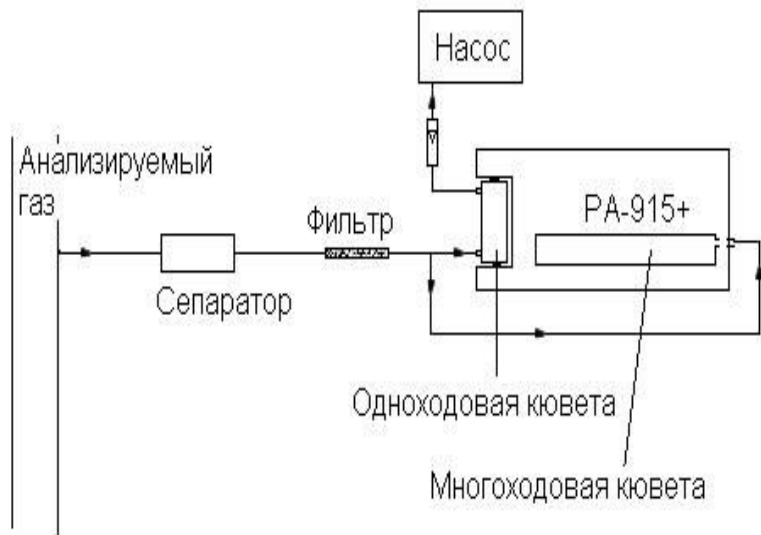 Насос
Анализируемый
газ
Фильтр
РА-915+
Сепаратор
Одноходовая кювета
Многоходовая кювета